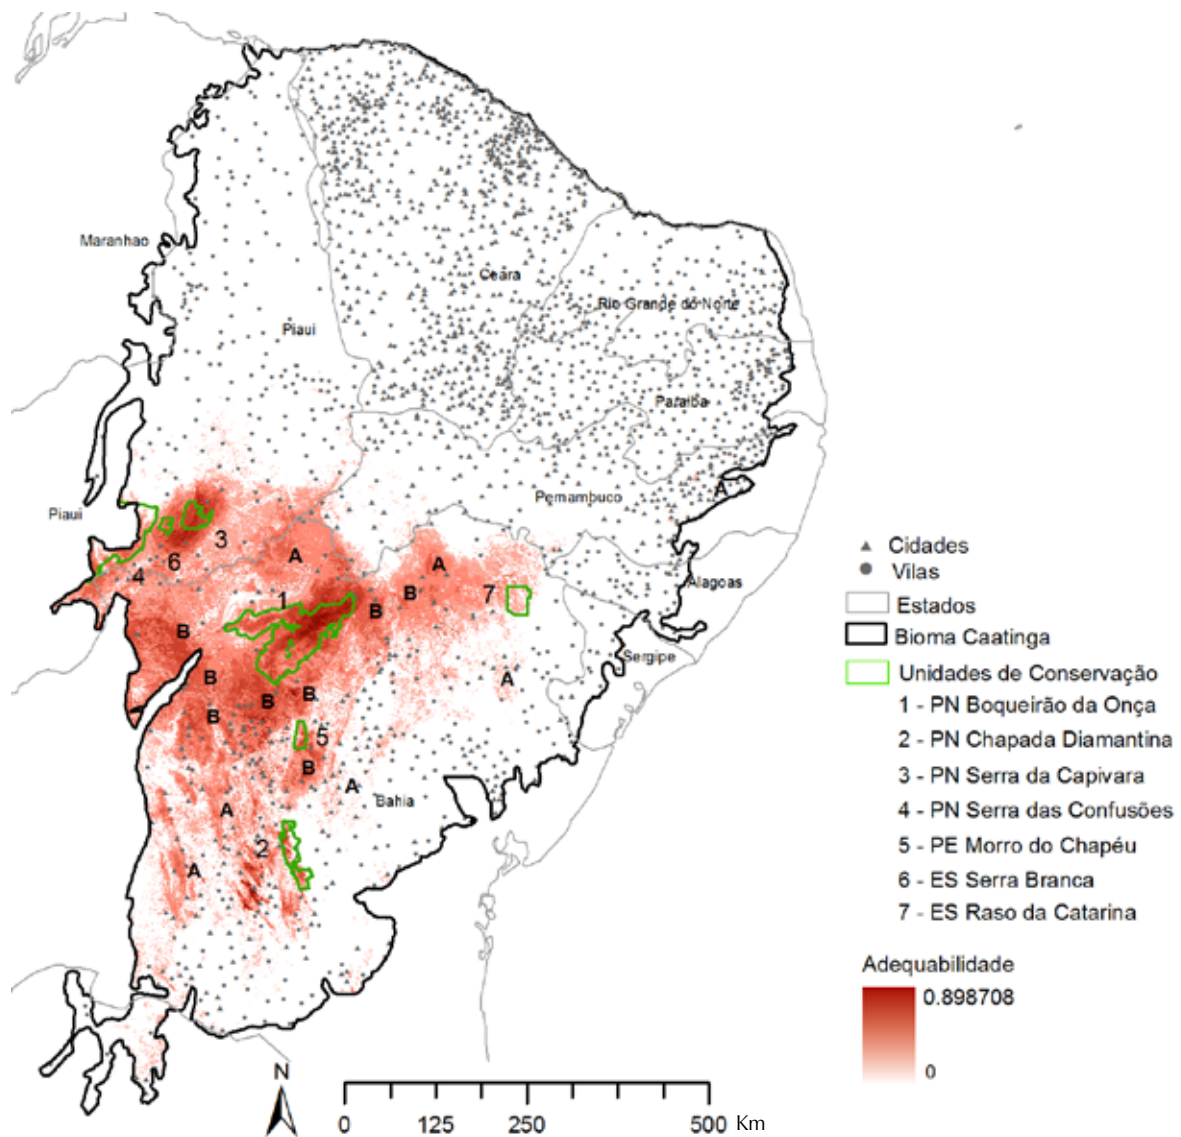 Maranhao
Ceara
Rio Grande do Norte
Piaui
Paraiba
A
Pernambuco
Piaui
3
6
A
4
A
7
Alagoas
1
B
B
B
Sergipe
B
A
B
B
B
5
B
A
Bahia
A
2
A
Cidades
Vilas
Estados
Bioma Caatinga
Unidades de Conservação
1 - PN Boqueirão da Onça
2 - PN Chapada Diamantina
3 - PN Serra da Capivara
4 - PN Serra das Confusões
5 - PE Morro do Chapéu
6 - ES Serra Branca
7 - ES Raso da Catarina
Adequabilidade
0.898708
0
N
0 125 250 500 Km